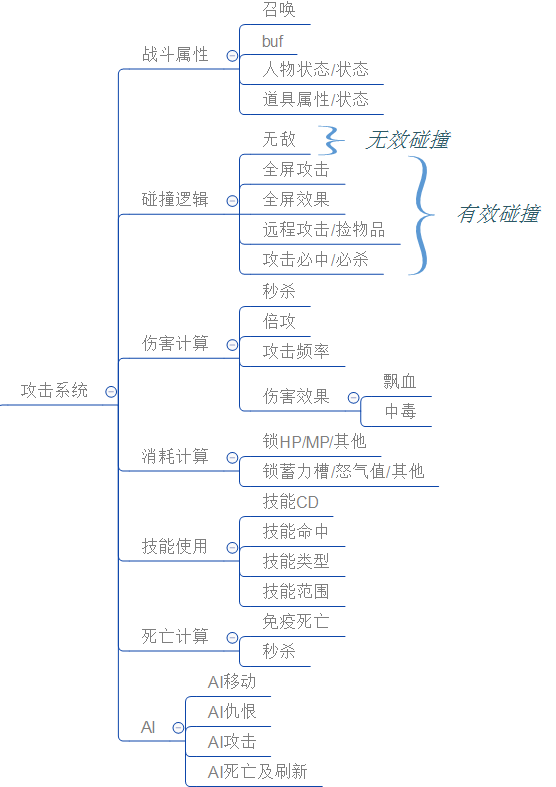 攻击系统
战斗属性
召唤
buf
人物状态/状态
道具属性/状态
碰撞逻辑
无敌
无效碰撞
全屏攻击
全屏效果
远程攻击/捡物品
攻击必中/必杀
有效碰撞
伤害计算
秒杀
倍攻
攻击频率
伤害效果
飘血
中毒
消耗计算
锁HP/MP/其他
锁蓄力槽/怒气值/其他
技能使用
技能CD
技能命中
技能类型
技能范围
死亡计算
免疫死亡
秒杀
AI
AI移动
AI仇恨
AI攻击
AI死亡及刷新